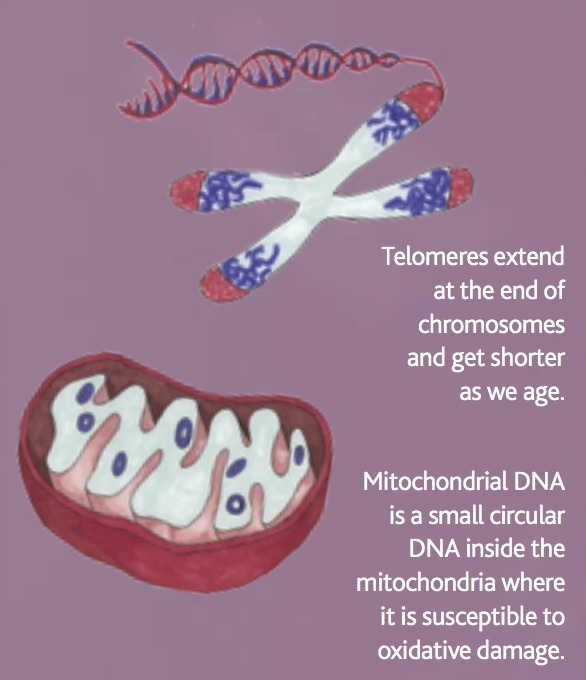 Telomeres extend
at the end of
chromosomes
and get shorter
as we age.
Mitochondrial DNA
is a small circular
DNA inside the
mitochondria where
it is susceptible to
oxidative damage.